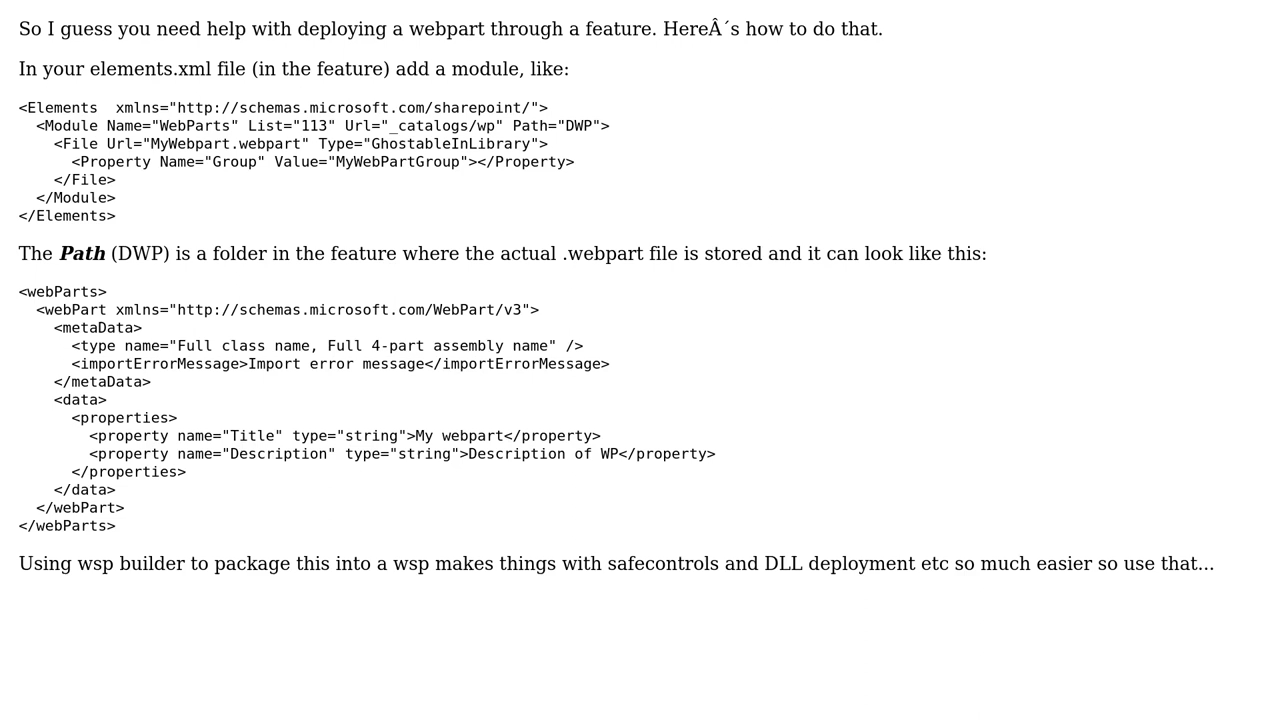 So I guess you need help with deploying a webpart through a feature. HereÂ´s how to do that.
In your elements.xml file (in the feature) add a module, like:
<Elements  xmlns="http://schemas.microsoft.com/sharepoint/">
  <Module Name="WebParts" List="113" Url="_catalogs/wp" Path="DWP">
    <File Url="MyWebpart.webpart" Type="GhostableInLibrary">
      <Property Name="Group" Value="MyWebPartGroup"></Property>
    </File>
  </Module>
</Elements>
The Path (DWP) is a folder in the feature where the actual .webpart file is stored and it can look like this:
<webParts>
  <webPart xmlns="http://schemas.microsoft.com/WebPart/v3">
    <metaData>
      <type name="Full class name, Full 4-part assembly name" />
      <importErrorMessage>Import error message</importErrorMessage>
    </metaData>
    <data>
      <properties>
        <property name="Title" type="string">My webpart</property>
        <property name="Description" type="string">Description of WP</property>
      </properties>
    </data>
  </webPart>
</webParts>
Using wsp builder to package this into a wsp makes things with safecontrols and DLL deployment etc so much easier so use that...